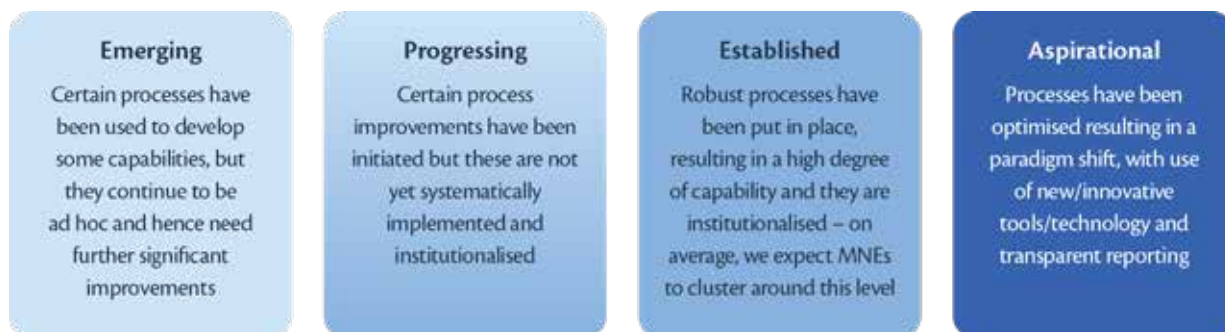 Emerging
Certain processes have
been used to develop
some capabilities, but
they continue to be
ad hoc and hence need
further significant
improvements
Progressing
Certain process
improvements have been
initiated but these are not
yet systematically
implemented and
institutionalised
Established
Robust processes have
been put in place,
resulting in a high degree
of capability and they are
institutionalised – on
average, we expect MNEs
to cluster around this level
Aspirational
Processes have been
optimised resulting in a
paradigm shift, with use
of new/innovative
tools/technology and
transparent reporting